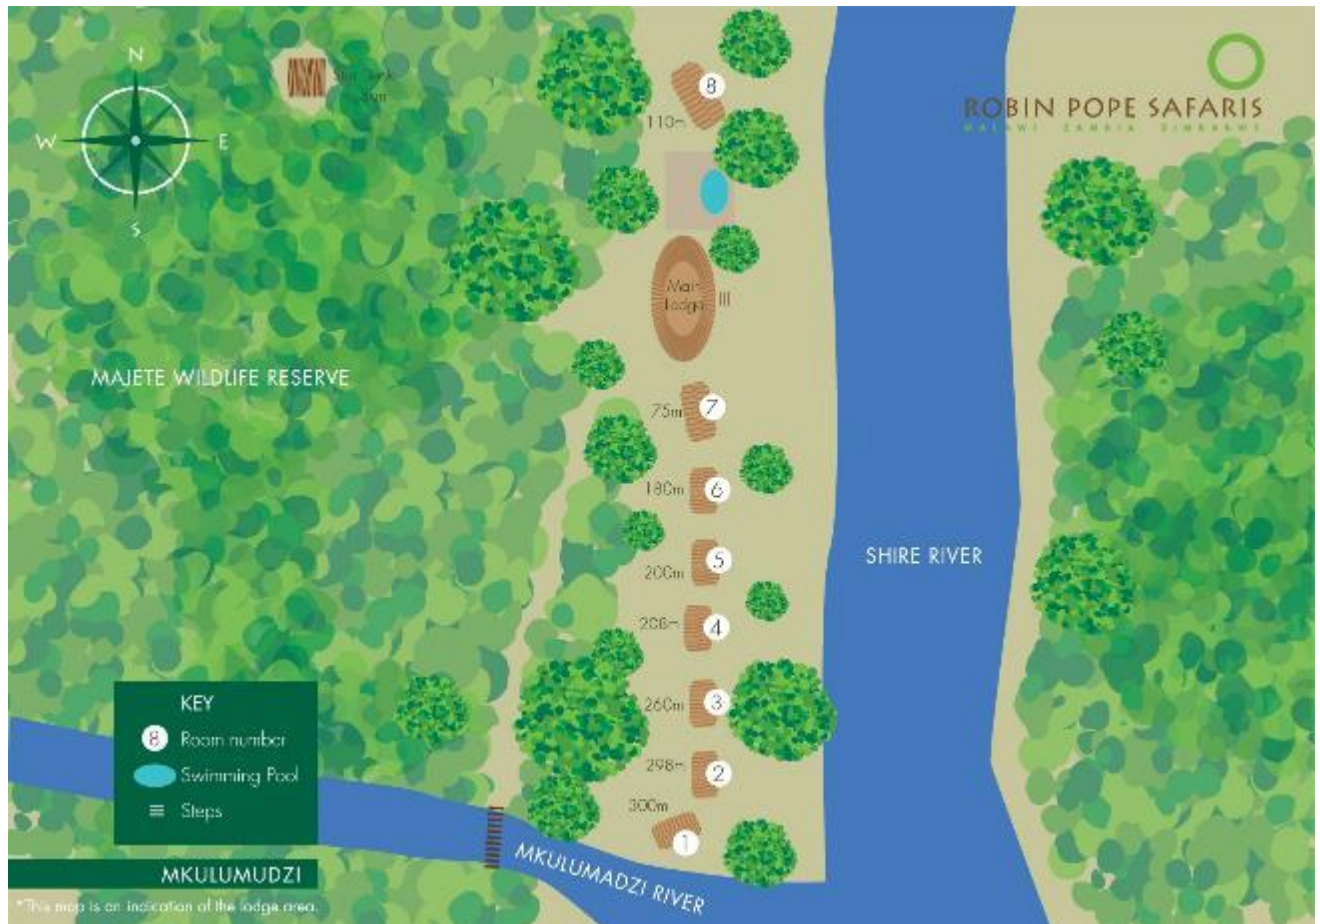 N
W
E
S
8
110m
ROBIN POPE SAFARIS
MALAWI ZAMBIA ZIMBABWE
Main
Lodge
MAJETE WILDLIFE RESERVE
75m
7
180m
6
5
200m
SHIRE RIVER
208m
4
260m
3
298m
2
300m
1
KEY
8
Room number
Swimming Pool
Steps
MKULUMADZI RIVER
MKULUMUDZI
*This map is an indication of the lodge area.